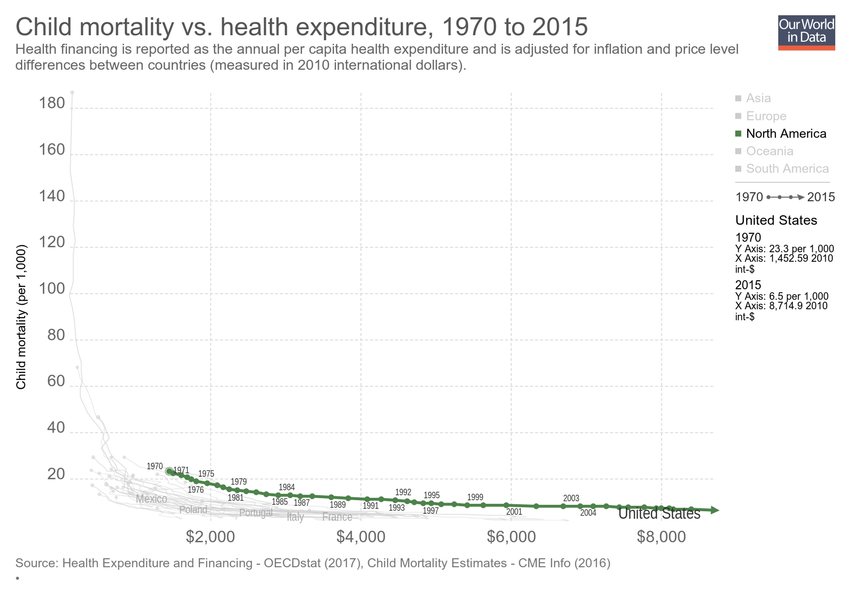 Child mortality vs. health expenditure, 1970 to 2015
Health financing is reported as the annual per capita health expenditure and is adjusted for inflation and price level
differences between countries (measured in 2010 international dollars).
Our World
in Data
180
160
140
120
100
80
60
40
20
Child mortality (per 1,000)
1970
1971
1975
1976
1979
1981
1984
1985
1987
1989
1991
1992
1993
1995
1997
1999
2001
2003
2004
Mexico
Poland
Portugal
Italy
France
United States
$2,000
$4,000
$6,000
$8,000
Asia
Europe
North America
Oceania
South America
1970 2015
United States
1970
Y Axis: 23.3 per 1,000
X Axis: 1,452.59 2010
int-$
2015
Y Axis: 6.5 per 1,000
X Axis: 8,714.9 2010
int-$
Source: Health Expenditure and Financing - OECDstat (2017), Child Mortality Estimates - CME Info (2016)
•